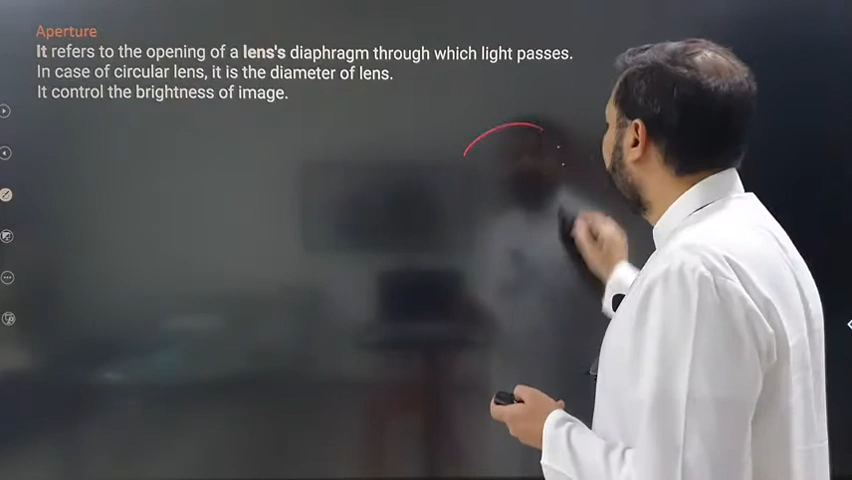 Aperture
It refers to the opening of a lens's diaphragm through which light passes.
In case of circular lens, it is the diameter of lens.
It control the brightness of image.